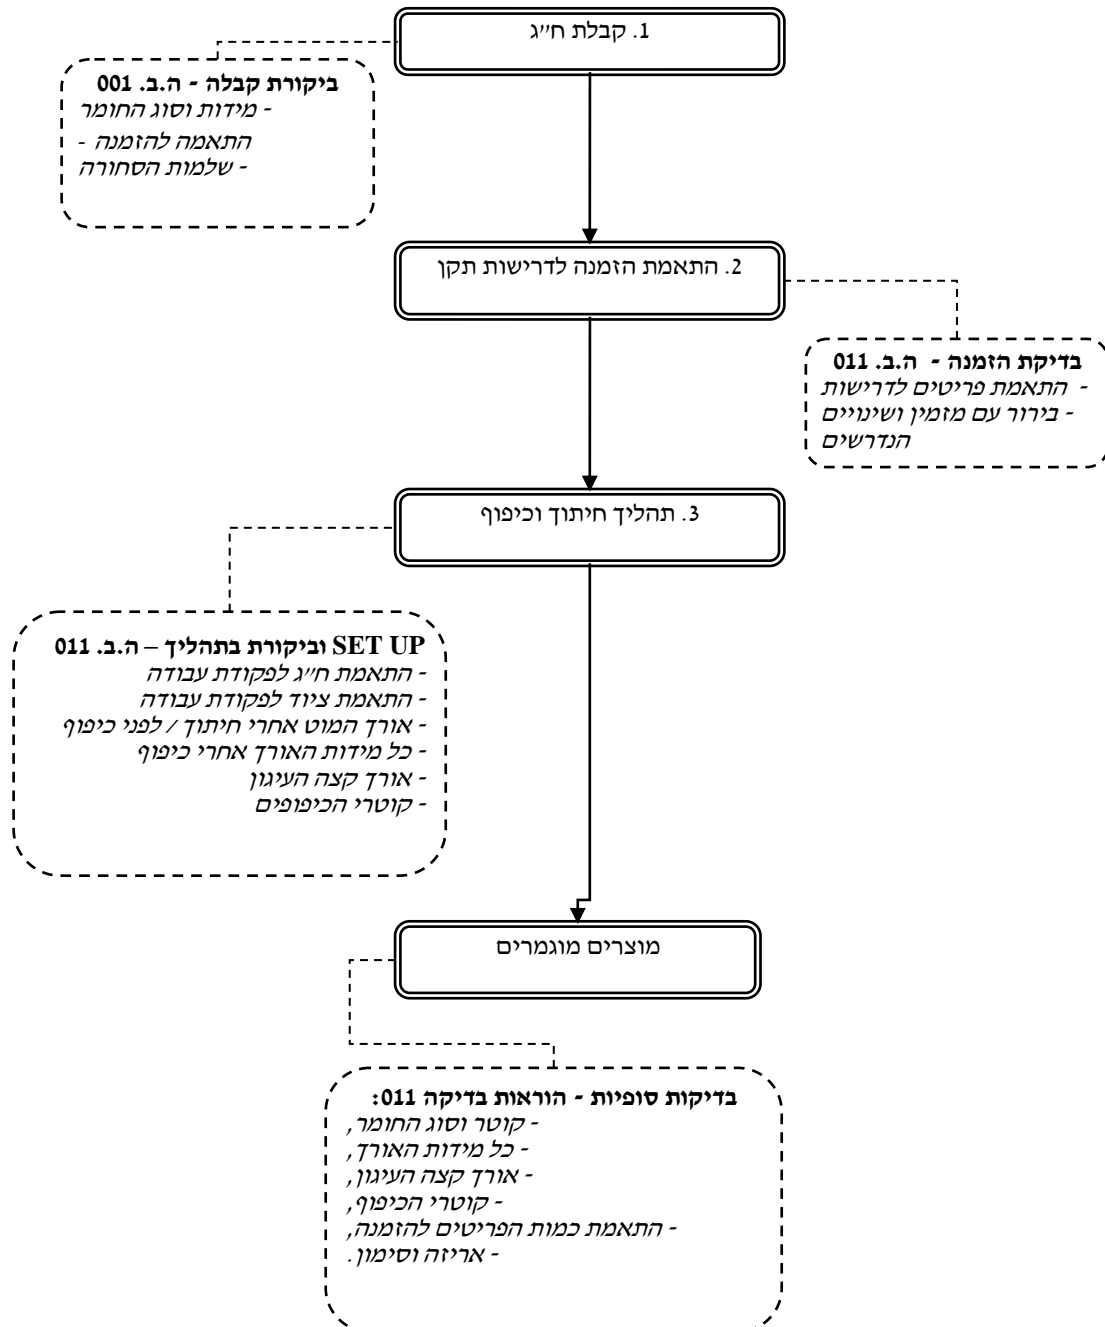 1. קבלת ח״ג
ביקורת קבלה - ה.ב. 001
- מידות וסוג החומר
התאמה להזמנה -
- שלמות הסחורה
2. התאמת הזמנה לדרישות תקן
בדיקת הזמנה - ה.ב. 011
- התאמת פריטים לדרישות
- בירור עם מזמין ושינויים
הנדרשים
3. תהליך חיתוך וכיפוף
SET UP וביקורת בתהליך – ה.ב. 011
- התאמת ח״ג לפקודת עבודה
- התאמת ציוד לפקודת עבודה
- אורך המוט אחרי חיתוך / לפני כיפוף
- כל מידות האורך אחרי כיפוף
- אורך קצה העיגון
- קוטרי הכיפופים
מוצרים מוגמרים
בדיקות סופיות - הוראות בדיקה 011:
- קוטר וסוג החומר,
- כל מידות האורך,
- אורך קצה העיגון,
- קוטרי הכיפוף,
- התאמת כמות הפריטים להזמנה,
- אריזה וסימון.